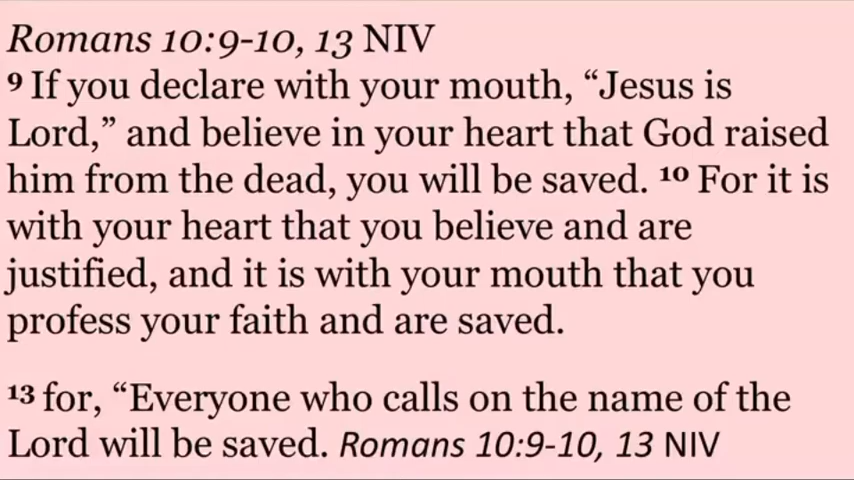 Romans 10:9-10, 13 NIV
⁹ If you declare with your mouth, “Jesus is
Lord,” and believe in your heart that God raised
him from the dead, you will be saved. ¹⁰ For it is
with your heart that you believe and are
justified, and it is with your mouth that you
profess your faith and are saved.
¹³ for, “Everyone who calls on the name of the
Lord will be saved. Romans 10:9-10, 13 NIV